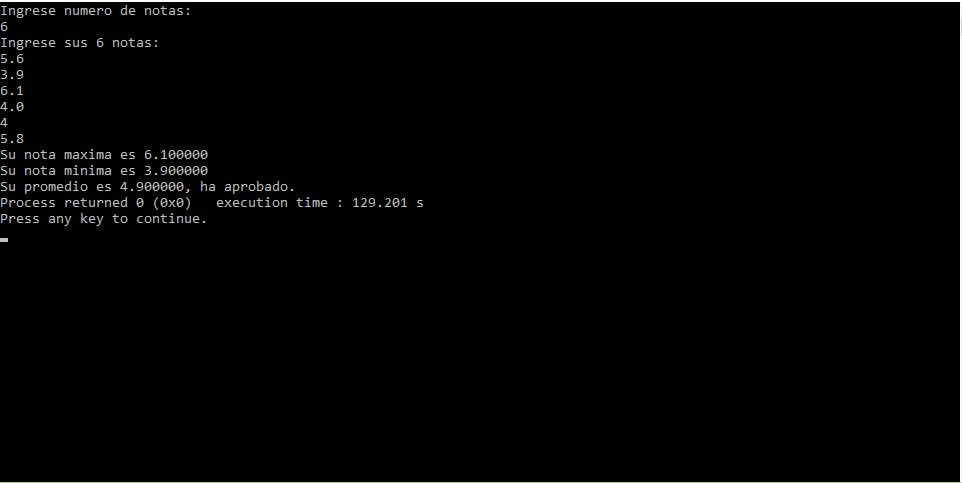 Ingrese numero de notas:
6
Ingrese sus 6 notas:
5.6
3.9
6.1
4.0
4
5.8
Su nota maxima es 6.100000
Su nota minima es 3.900000
Su promedio es 4.900000, ha aprobado.
Process returned 0 (0x0)   execution time : 129.201 s
Press any key to continue.